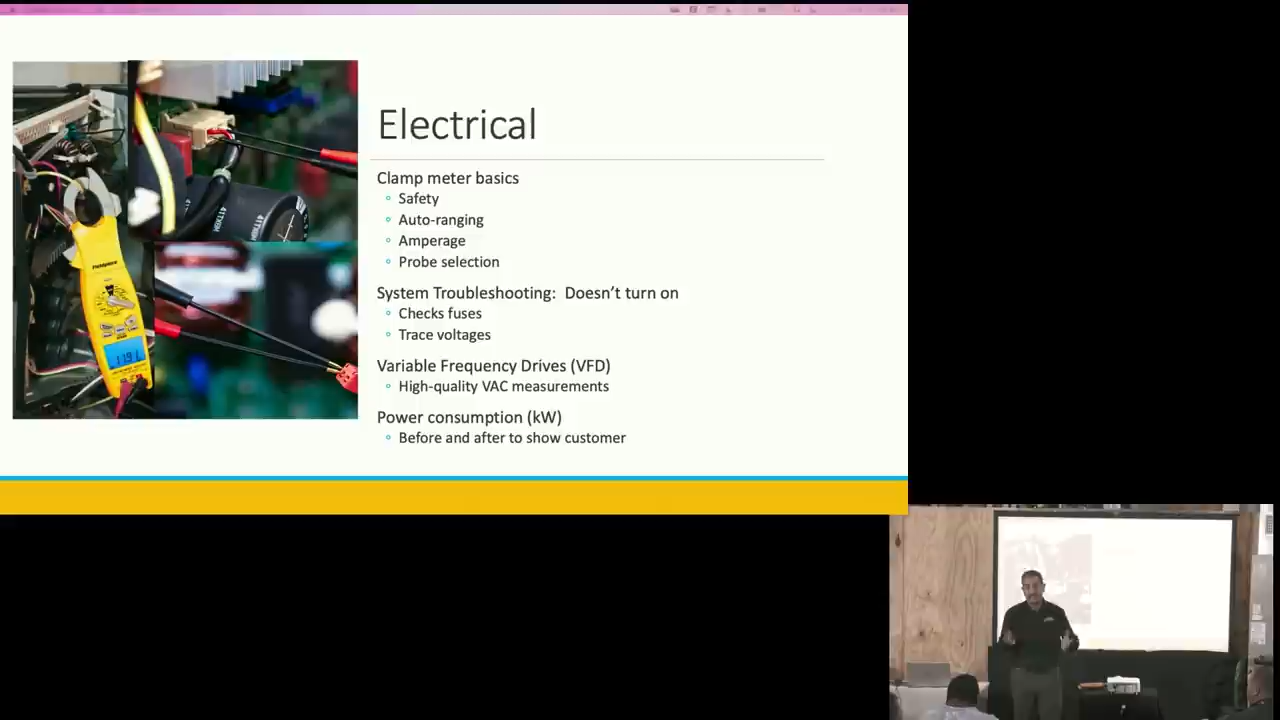 Electrical
Clamp meter basics
Safety
Auto-ranging
Amperage
Probe selection
System Troubleshooting:  Doesn't turn on
Checks fuses
Trace voltages
Variable Frequency Drives (VFD)
High-quality VAC measurements
Power consumption (kW)
Before and after to show customer
Fieldpiece